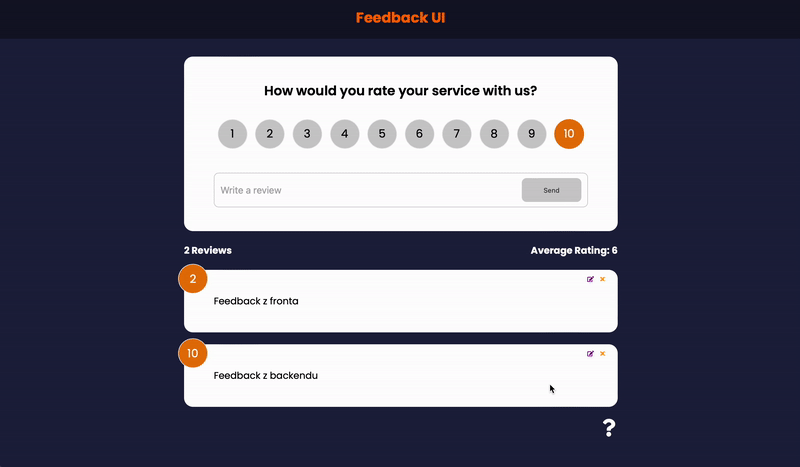 Feedback UI
How would you rate your service with us?
1 2 3 4 5 6 7 8 9 10
Write a review Send
2 Reviews Average Rating: 6
2
Feedback z fronta
10
Feedback z backendu
?